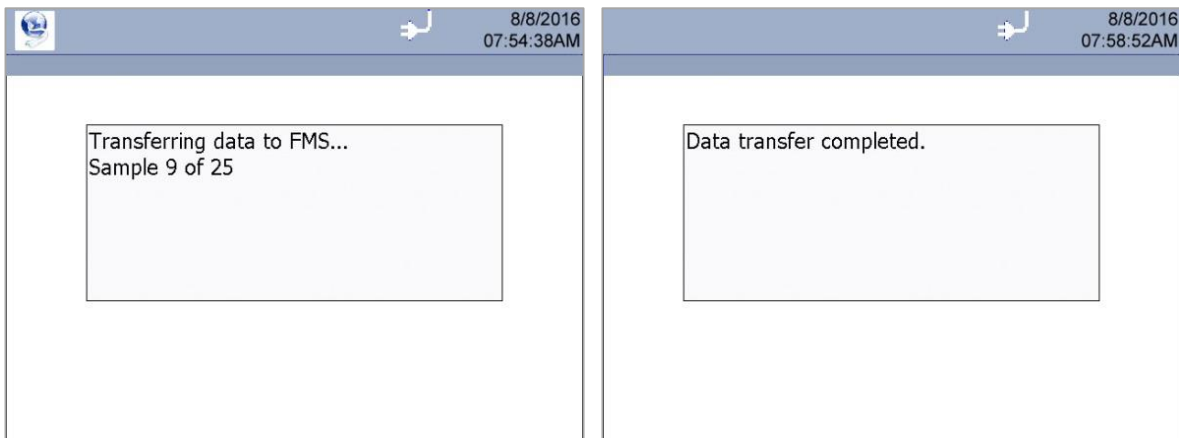 8/8/2016
07:54:38AM
Transferring data to FMS...
Sample 9 of 25
8/8/2016
07:58:52AM
Data transfer completed.